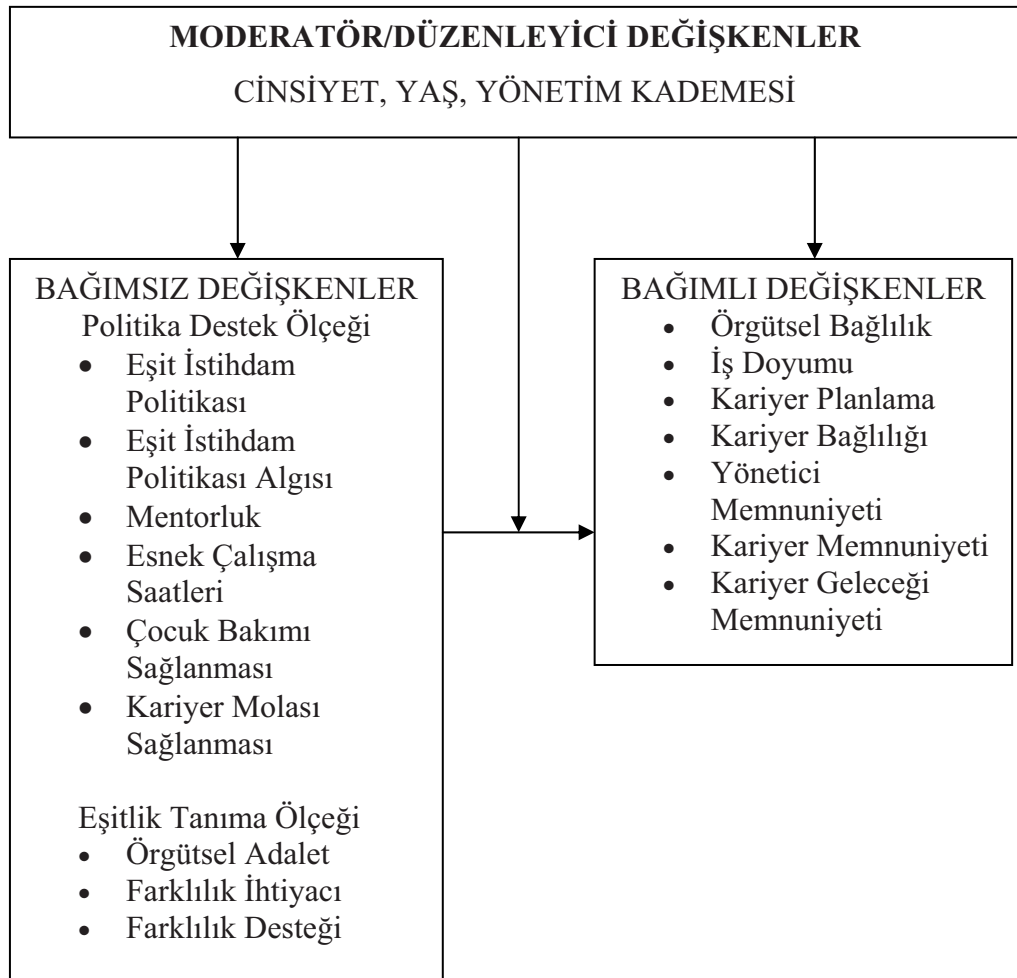 MODERATÖR/DÜZENLEYİCİ DEĞİŞKENLER
CİNSİYET, YAŞ, YÖNETİM KADEMESİ
BAĞIMSIZ DEĞİŞKENLER
Politika Destek Ölçeği
• Eşit İstihdam
Politikası
• Eşit İstihdam
Politikası Algısı
• Mentorluk
• Esnek Çalışma
Saatleri
• Çocuk Bakımı
Sağlanması
• Kariyer Molası
Sağlanması
Eşitlik Tanıma Ölçeği
• Örgütsel Adalet
• Farklılık İhtiyacı
• Farklılık Desteği
BAĞIMLI DEĞİŞKENLER
• Örgütsel Bağlılık
• İş Doyumu
• Kariyer Planlama
• Kariyer Bağlılığı
• Yönetici
Memnuniyeti
• Kariyer Memnuniyeti
• Kariyer Geleceği
Memnuniyeti